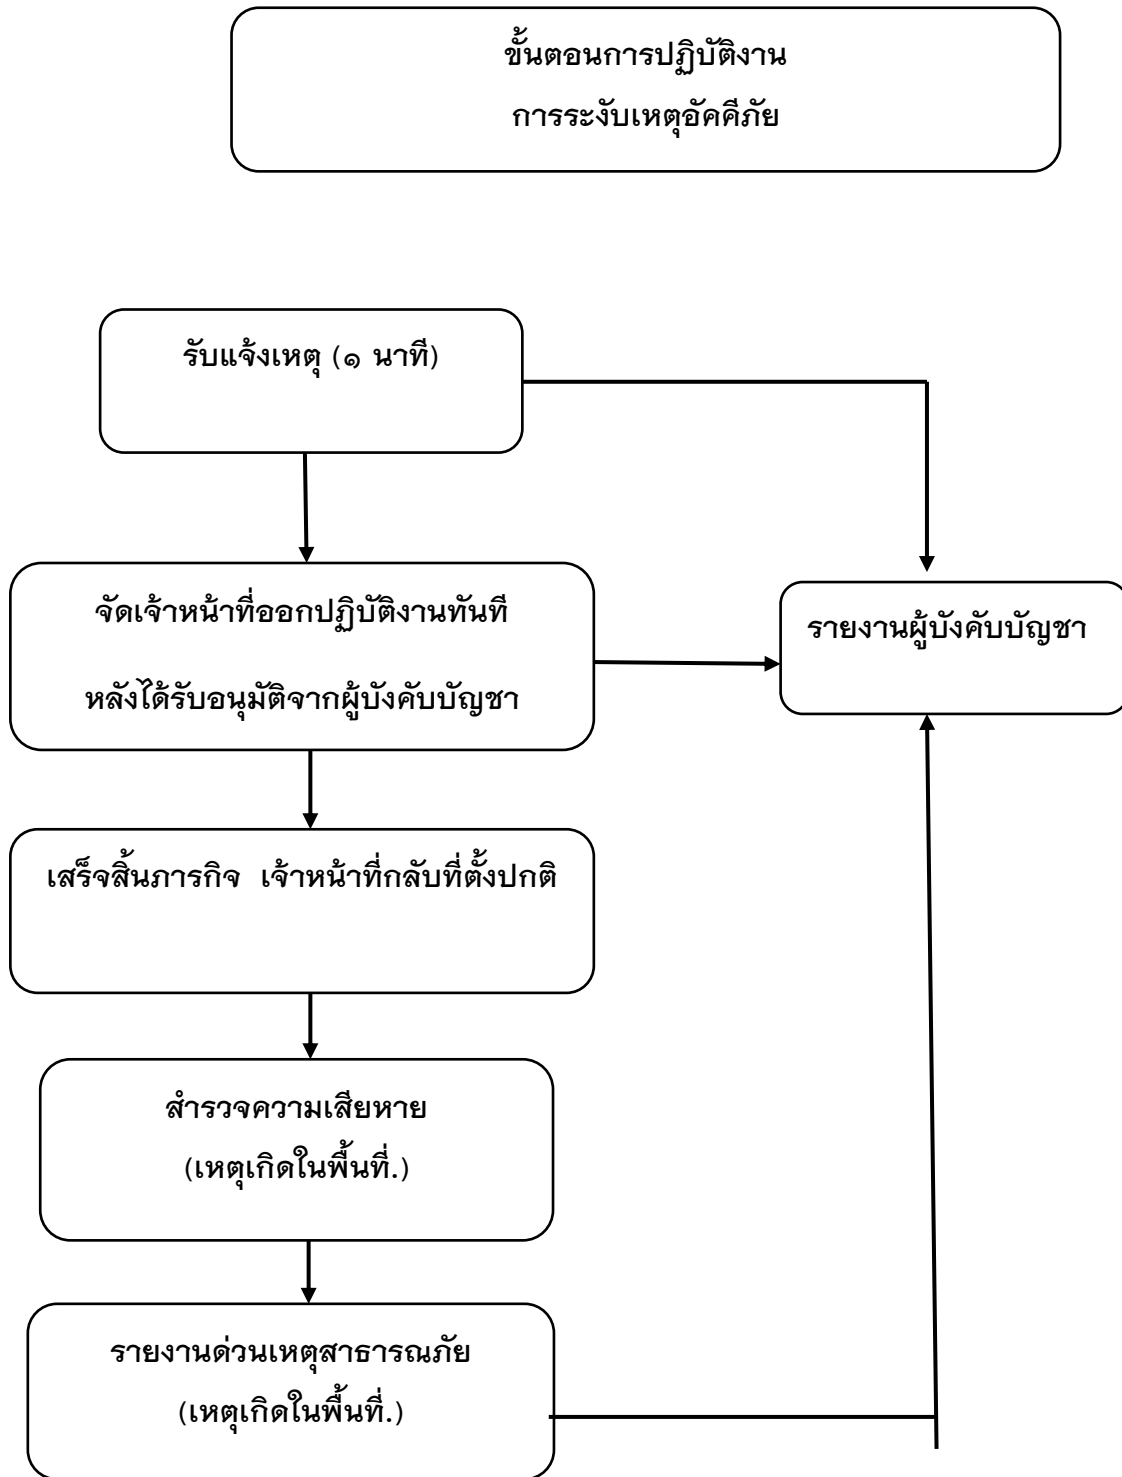 ขั้นตอนการปฏิบัติงาน
การระงับเหตุอัคคีภัย
รับแจ้งเหตุ (๑ นาที)
จัดเจ้าหน้าที่ออกปฏิบัติงานทันที
หลังได้รับอนุมัติจากผู้บังคับบัญชา
รายงานผู้บังคับบัญชา
เสร็จสิ้นภารกิจ เจ้าหน้าที่กลับที่ตั้งปกติ
สำรวจความเสียหาย
(เหตุเกิดในพื้นที่.)
รายงานด่วนเหตุสาธารณภัย
(เหตุเกิดในพื้นที่.)